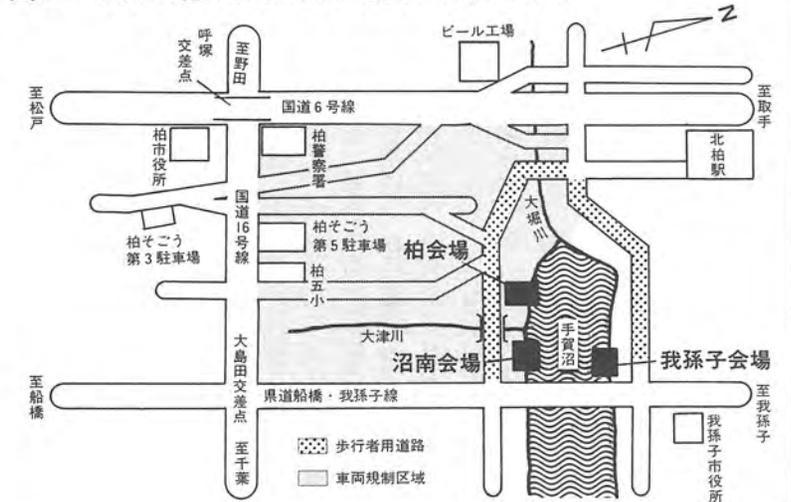 呼塚
交差点
至野田
ビール工場
Z
至松戸
国道6号線
至取手
柏市役所
柏警察署
北柏駅
国道16号線
大堀川
柏そごう
第3駐車場
柏そごう
第5駐車場
柏会場
柏五小
大津川
手賀沼
沼南会場
我孫子会場
大島田交差点
至船橋
県道船橋・我孫子線
至我孫子
至千葉
歩行者用道路
車両規制区域
我孫子市役所